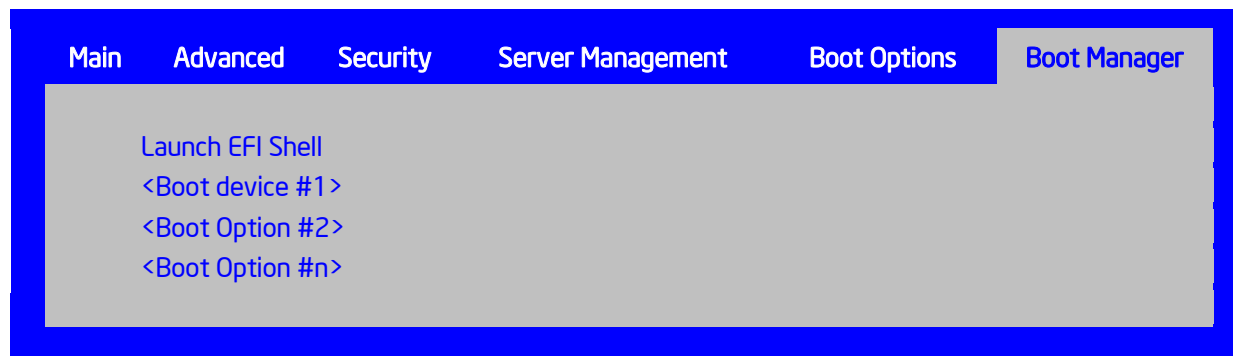 Main Advanced Security Server Management Boot Options Boot Manager
Launch EFI Shell
<Boot device #1>
<Boot Option #2>
<Boot Option #n>